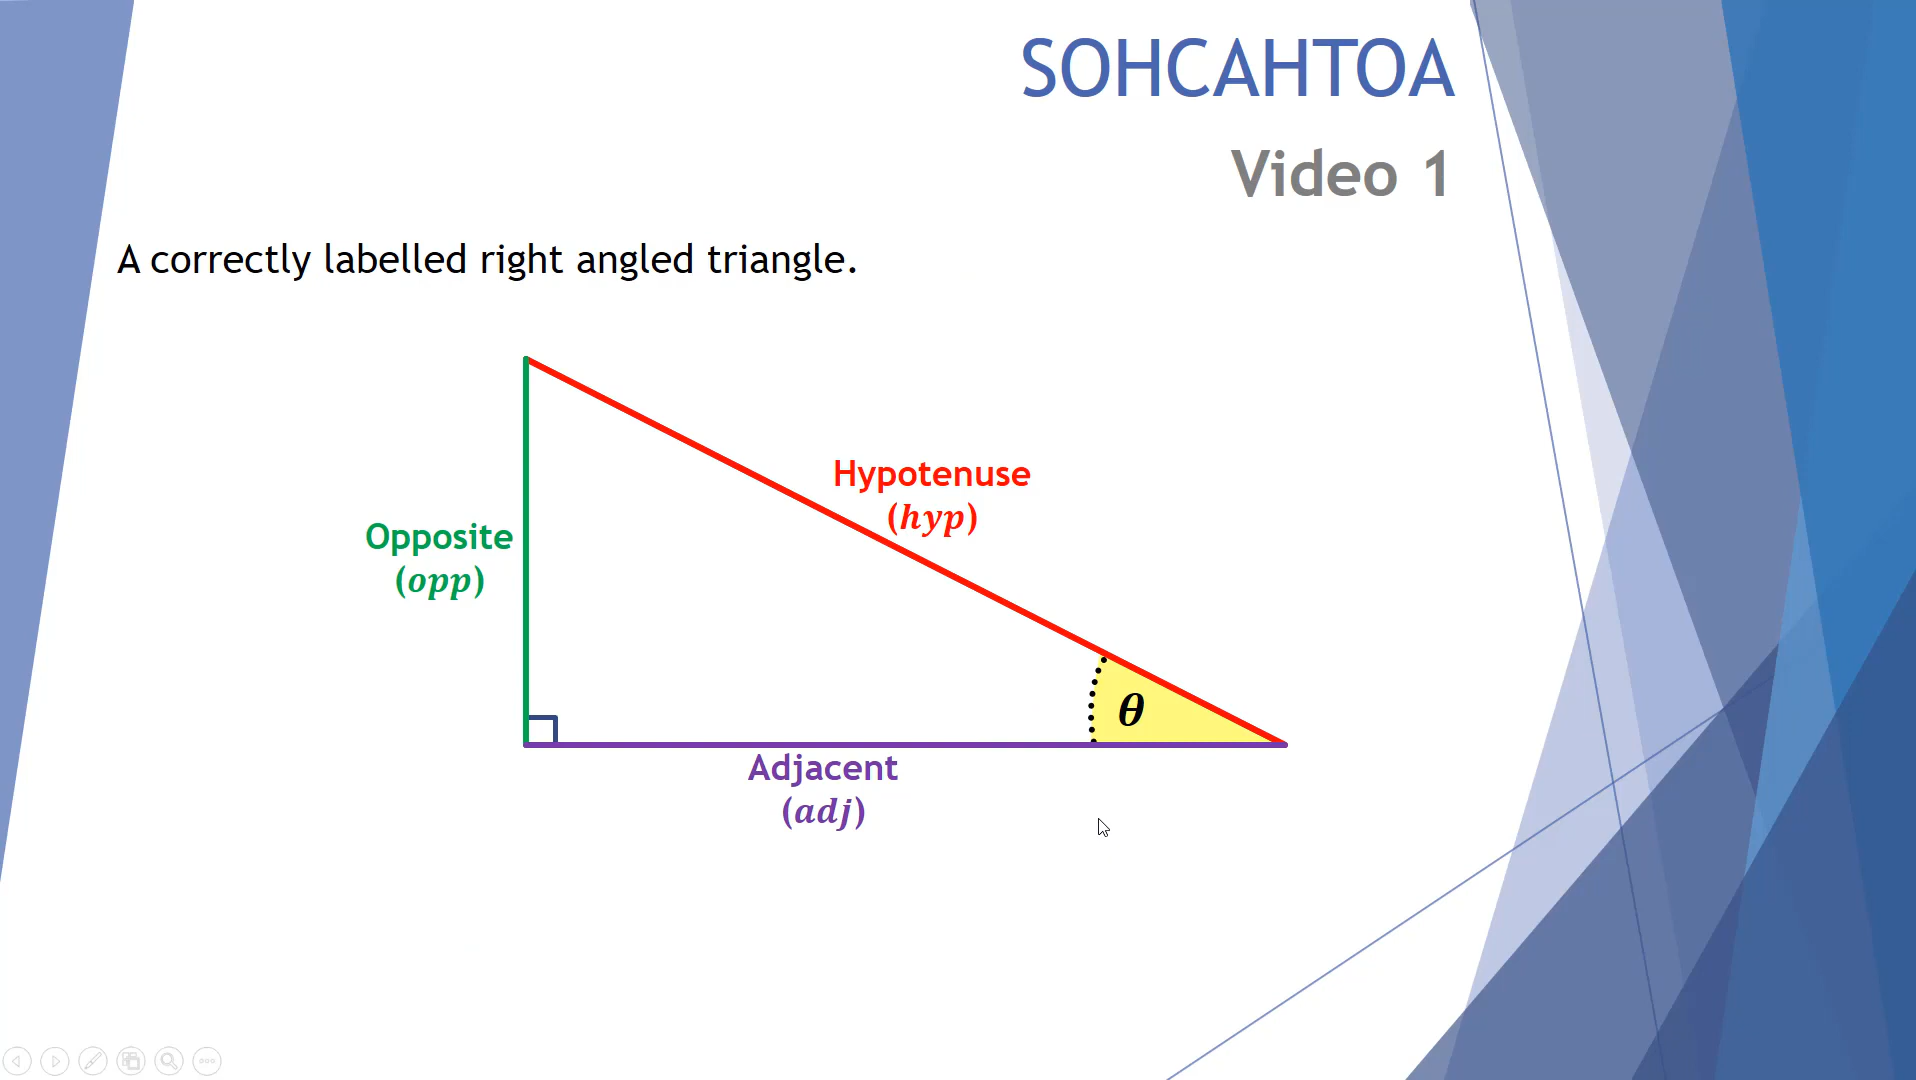 SOHCAHTOA
Video 1
A correctly labelled right angled triangle.
Hypotenuse
(hyp)
Opposite
(opp)
θ
Adjacent
(adj)